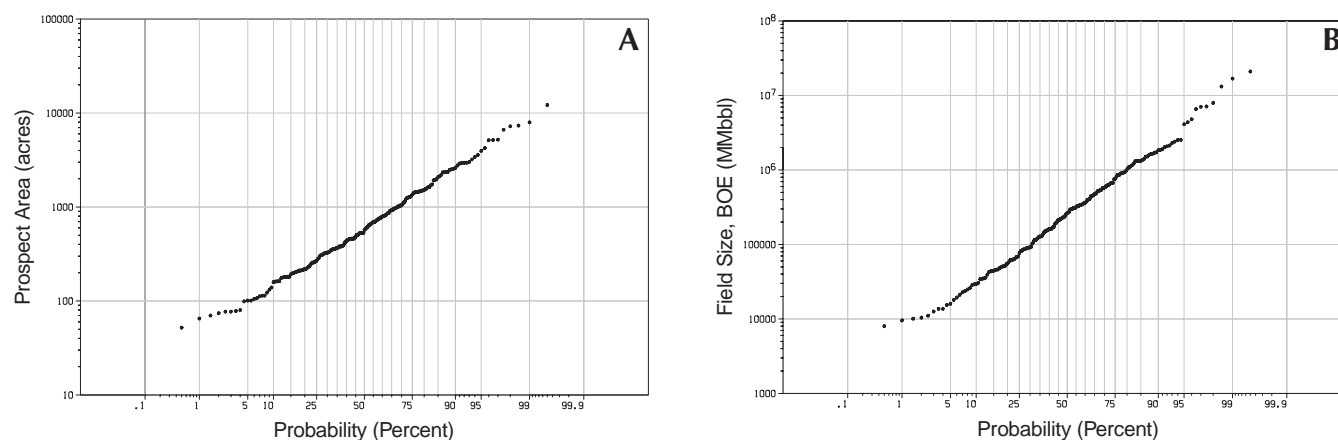 A
Prospect Area (acres)
100000
10000
1000
100
10
.1 1 5 10 25 50 75 90 95 99 99.9
Probability (Percent)
B
Field Size, BOE (MMbbl)
10⁸
10⁷
10⁶
100000
10000
1000
.1 1 5 10 25 50 75 90 95 99 99.9
Probability (Percent)